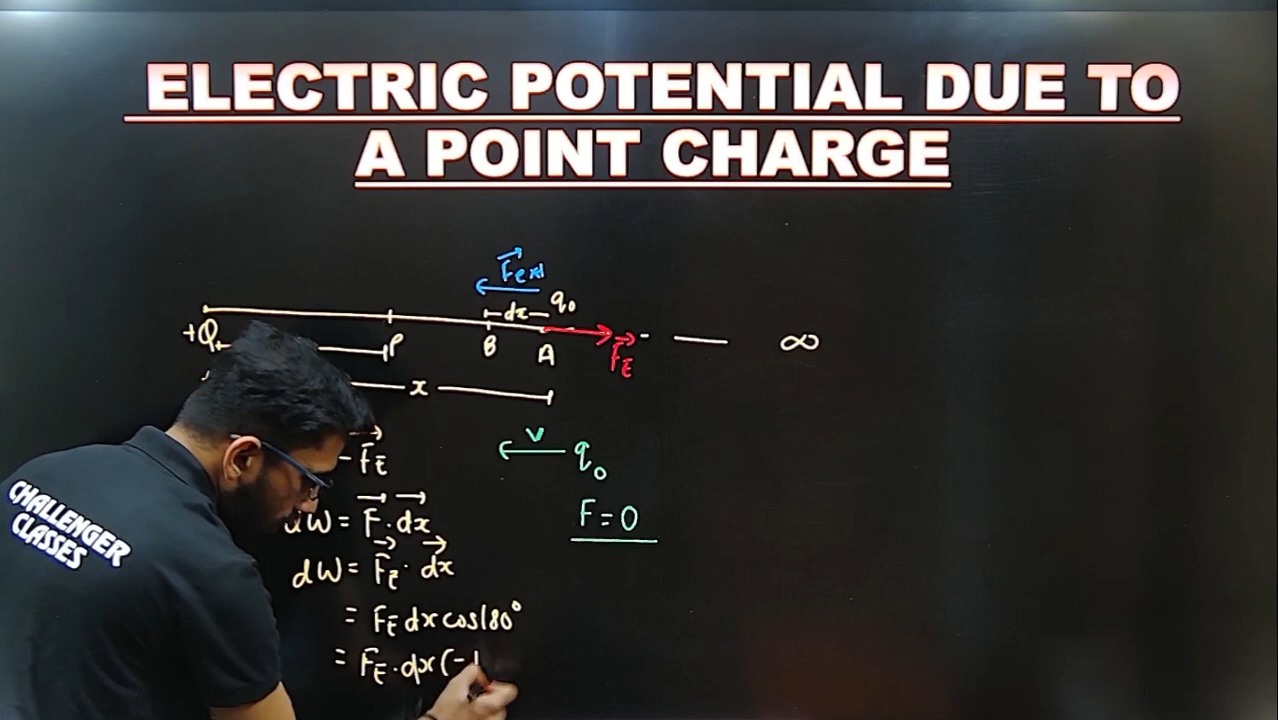 ELECTRIC POTENTIAL DUE TO
A POINT CHARGE
Fext
dx q₀
+Q P B A F_E ∞
x
v q₀
- F_E
F = 0
dW = F . dx
dW = F_E . dx
= F_E dx cos180°
= F_E . dx (-1
CHALLENGER
CLASSES